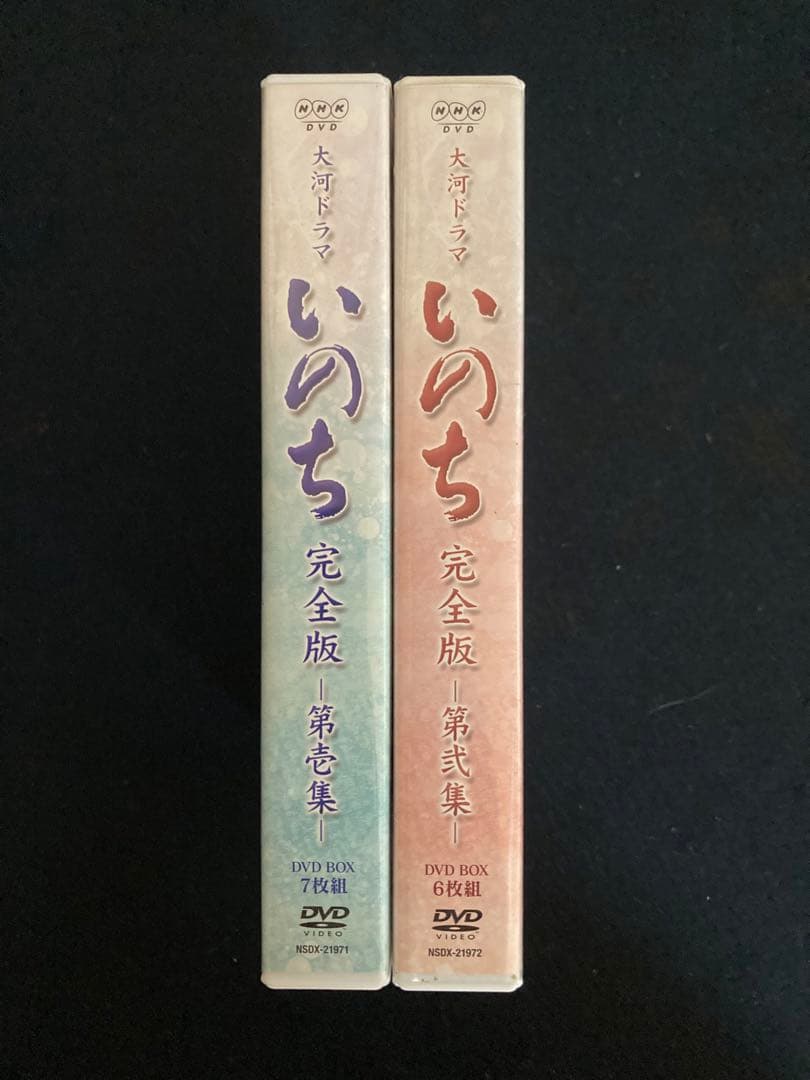 NHK
DVD
大河ドラマ
いのち
完全版
―第壱集―
DVD BOX
7枚組
DVD
VIDEO
NSDX-21971
NHK
DVD
大河ドラマ
いのち
完全版
―第弐集―
DVD BOX
6枚組
DVD
VIDEO
NSDX-21972